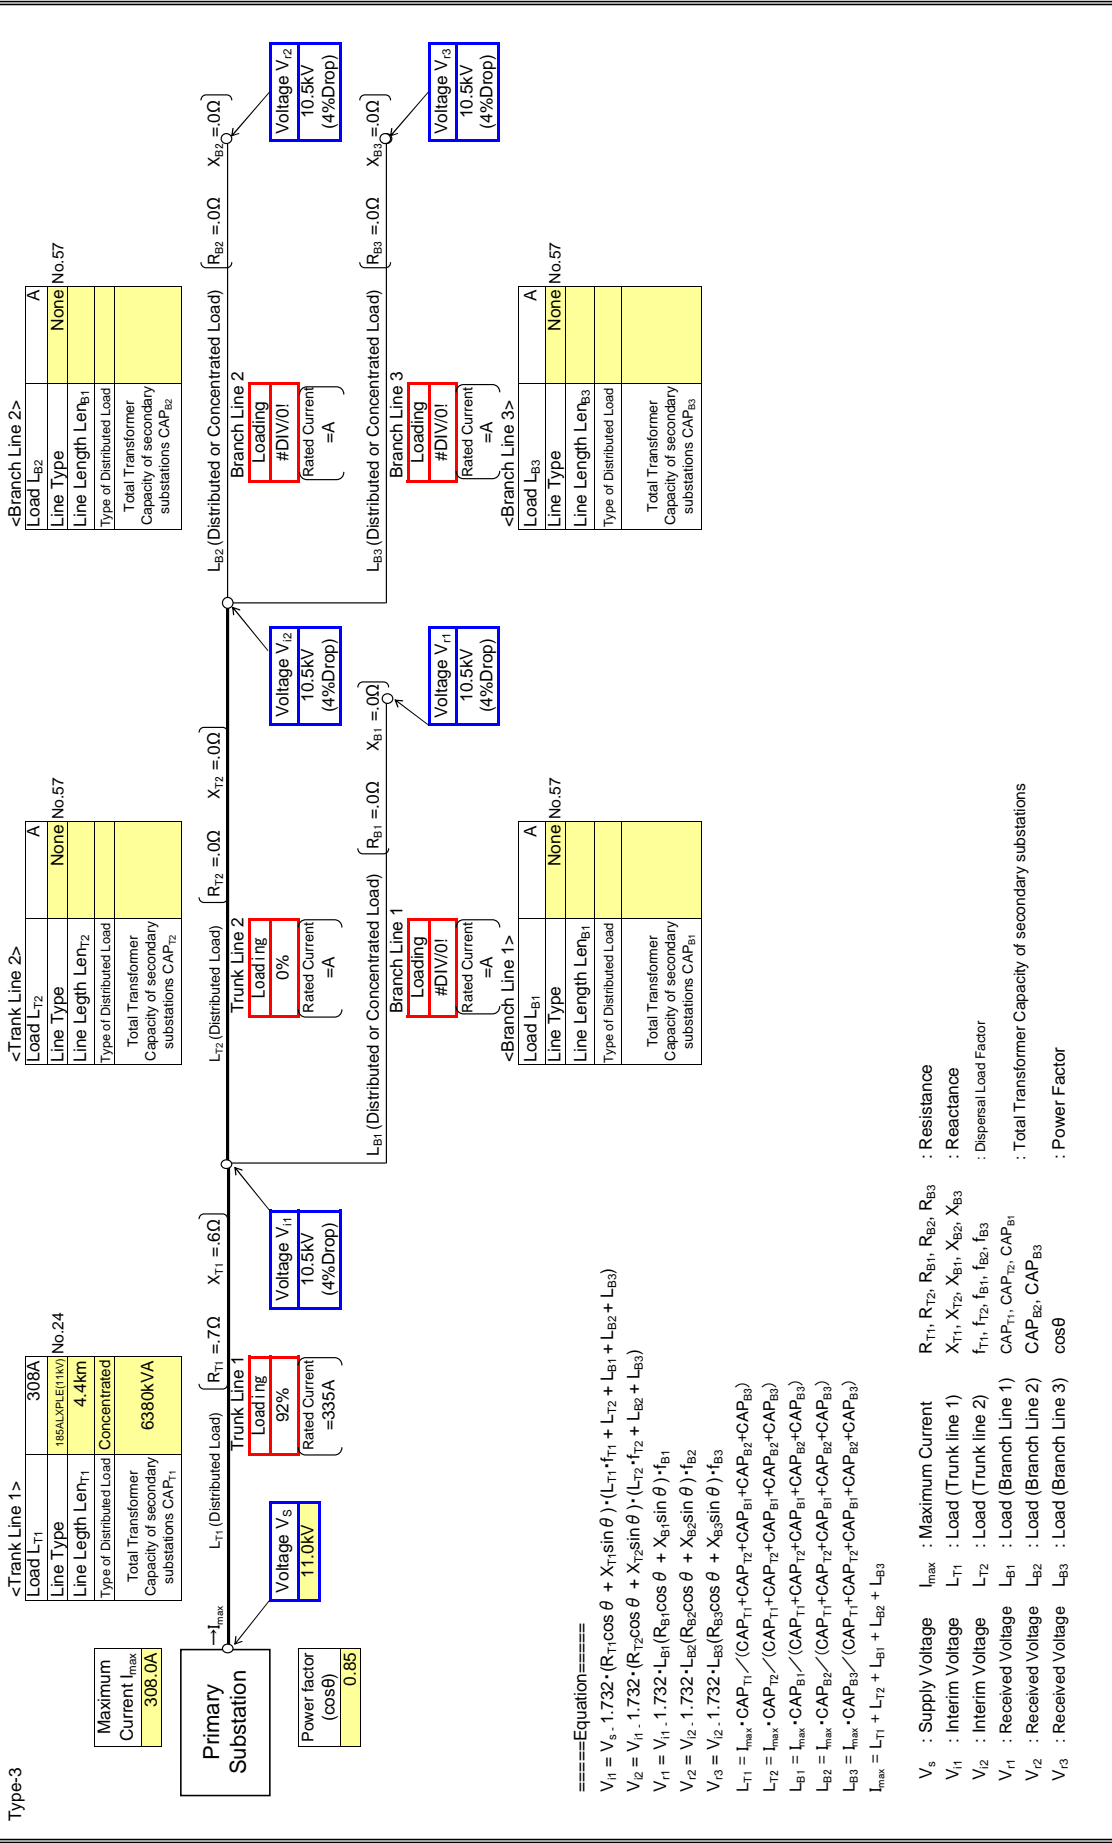 Type-3
Maximum
Current Imax
308.0A
Primary
Substation
Power factor
(cosθ)
0.85
→Imax
Voltage VS
11.0kV
<Trank Line 1>
Load LT1 308A
Line Type 185ALXPLE(11kV) No.24
Line Legth LenT1 4.4km
Type of Distributed Load Concentrated
Total Transformer
Capacity of secondary
substations CAPT1
6380kVA
LT1 (Distributed Load) RT1 =.7Ω XT1 =.6Ω
Trunk Line 1
Loading
92%
Rated Current
=335A
Voltage Vi1
10.5kV
(4%Drop)
<Trank Line 2>
Load LT2 A
Line Type None No.57
Line Length LenT2
Type of Distributed Load
Total Transformer
Capacity of secondary
substations CAPT2
LT2 (Distributed Load) RT2 =.0Ω XT2 =.0Ω
Trunk Line 2
Loading
0%
Rated Current
=A
Voltage Vi2
10.5kV
(4%Drop)
LB1 (Distributed or Concentrated Load) RB1 =.0Ω XB1 =.0Ω
Branch Line 1
Loading
#DIV/0!
Rated Current
=A
Voltage Vr1
10.5kV
(4%Drop)
<Branch Line 1>
Load LB1 A
Line Type None No.57
Line Length LenB1
Type of Distributed Load
Total Transformer
Capacity of secondary
substations CAPB1
<Branch Line 2>
Load LB2 A
Line Type None No.57
Line Length LenB1
Type of Distributed Load
Total Transformer
Capacity of secondary
substations CAPB2
LB2 (Distributed or Concentrated Load) RB2 =.0Ω XB2 =.0Ω
Branch Line 2
Loading
#DIV/0!
Rated Current
=A
Voltage Vr2
10.5kV
(4%Drop)
LB3 (Distributed or Concentrated Load) RB3 =.0Ω XB3 =.0Ω
Branch Line 3
Loading
#DIV/0!
Rated Current
=A
Voltage Vr3
10.5kV
(4%Drop)
<Branch Line 3>
Load LB3 A
Line Type None No.57
Line Length LenB3
Type of Distributed Load
Total Transformer
Capacity of secondary
substations CAPB3
=====Equation=====
Vi1 = Vs - 1.732・(RT1cos θ + XT1sin θ)・(LT1・fT1 + LT2 + LB1 + LB2 + LB3)
Vi2 = Vi1 - 1.732・(RT2cos θ + XT2sin θ)・(LT2・fT2 + LB2 + LB3)
Vr1 = Vi1 - 1.732・LB1(RB1cos θ + XB1sin θ)・fB1
Vr2 = Vi2 - 1.732・LB2(RB2cos θ + XB2sin θ)・fB2
Vr3 = Vi2 - 1.732・LB3(RB3cos θ + XB3sin θ)・fB3
LT1 = Imax・CAPT1／(CAPT1+CAPT2+CAPB1+CAPB2+CAPB3)
LT2 = Imax・CAPT2／(CAPT1+CAPT2+CAPB1+CAPB2+CAPB3)
LB1 = Imax・CAPB1／(CAPT1+CAPT2+CAPB1+CAPB2+CAPB3)
LB2 = Imax・CAPB2／(CAPT1+CAPT2+CAPB1+CAPB2+CAPB3)
LB3 = Imax・CAPB3／(CAPT1+CAPT2+CAPB1+CAPB2+CAPB3)
Imax = LT1 + LT2 + LB1 + LB2 + LB3
Vs : Supply Voltage Imax : Maximum Current RT1, RT2, RB1, RB2, RB3 : Resistance
Vi1 : Interim Voltage LT1 : Load (Trunk line 1) XT1, XT2, XB1, XB2, XB3 : Reactance
Vi2 : Interim Voltage LT2 : Load (Trunk line 2) fT1, fT2, fB1, fB2, fB3 : Dispersal Load Factor
Vr1 : Received Voltage LB1 : Load (Branch Line 1) CAPT1, CAPT2, CAPB1 : Total Transformer Capacity of secondary substations
Vr2 : Received Voltage LB2 : Load (Branch Line 2) CAPB2, CAPB3
Vr3 : Received Voltage LB3 : Load (Branch Line 3) cosθ : Power Factor